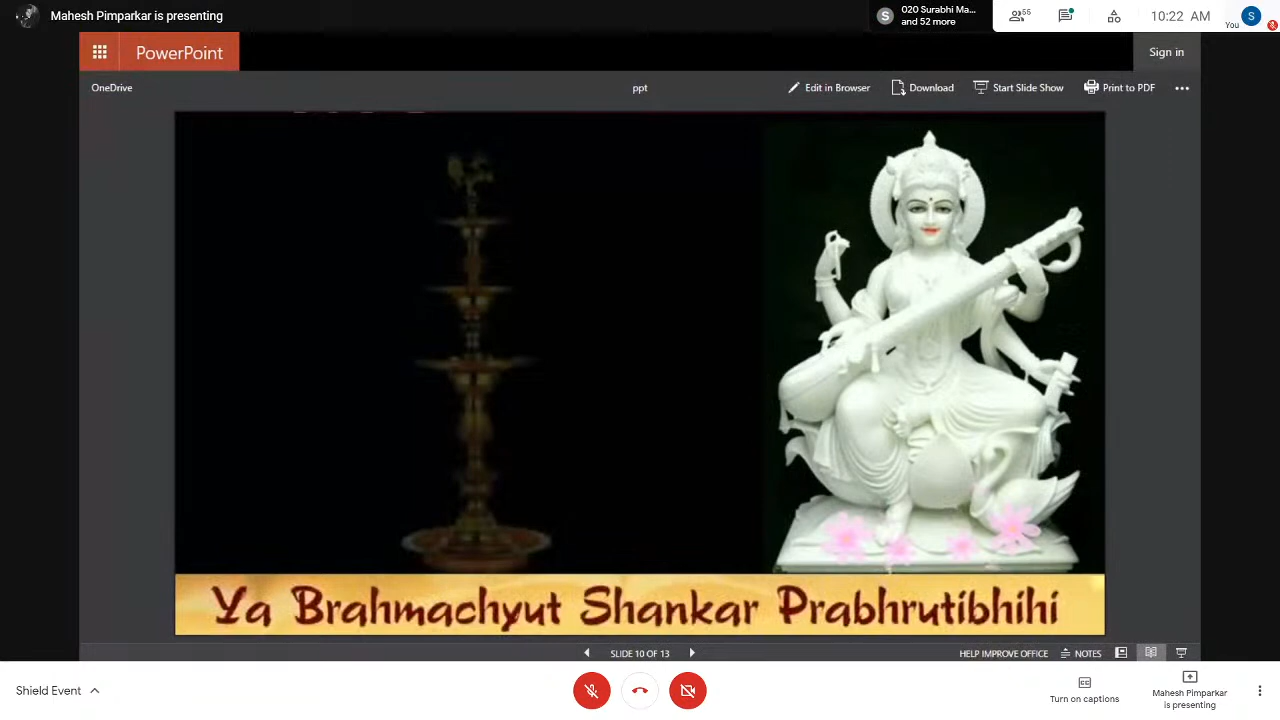 Mahesh Pimparkar is presenting
S
020 Surabhi Ma...
and 52 more
55
10:22 AM
You
S
PowerPoint
Sign in
OneDrive
ppt
Edit in Browser
Download
Start Slide Show
Print to PDF
Ya Brahmachyut Shankar Prabhrutibhihi
SLIDE 10 OF 13
HELP IMPROVE OFFICE
NOTES
Shield Event
Turn on captions
Mahesh Pimparkar
is presenting